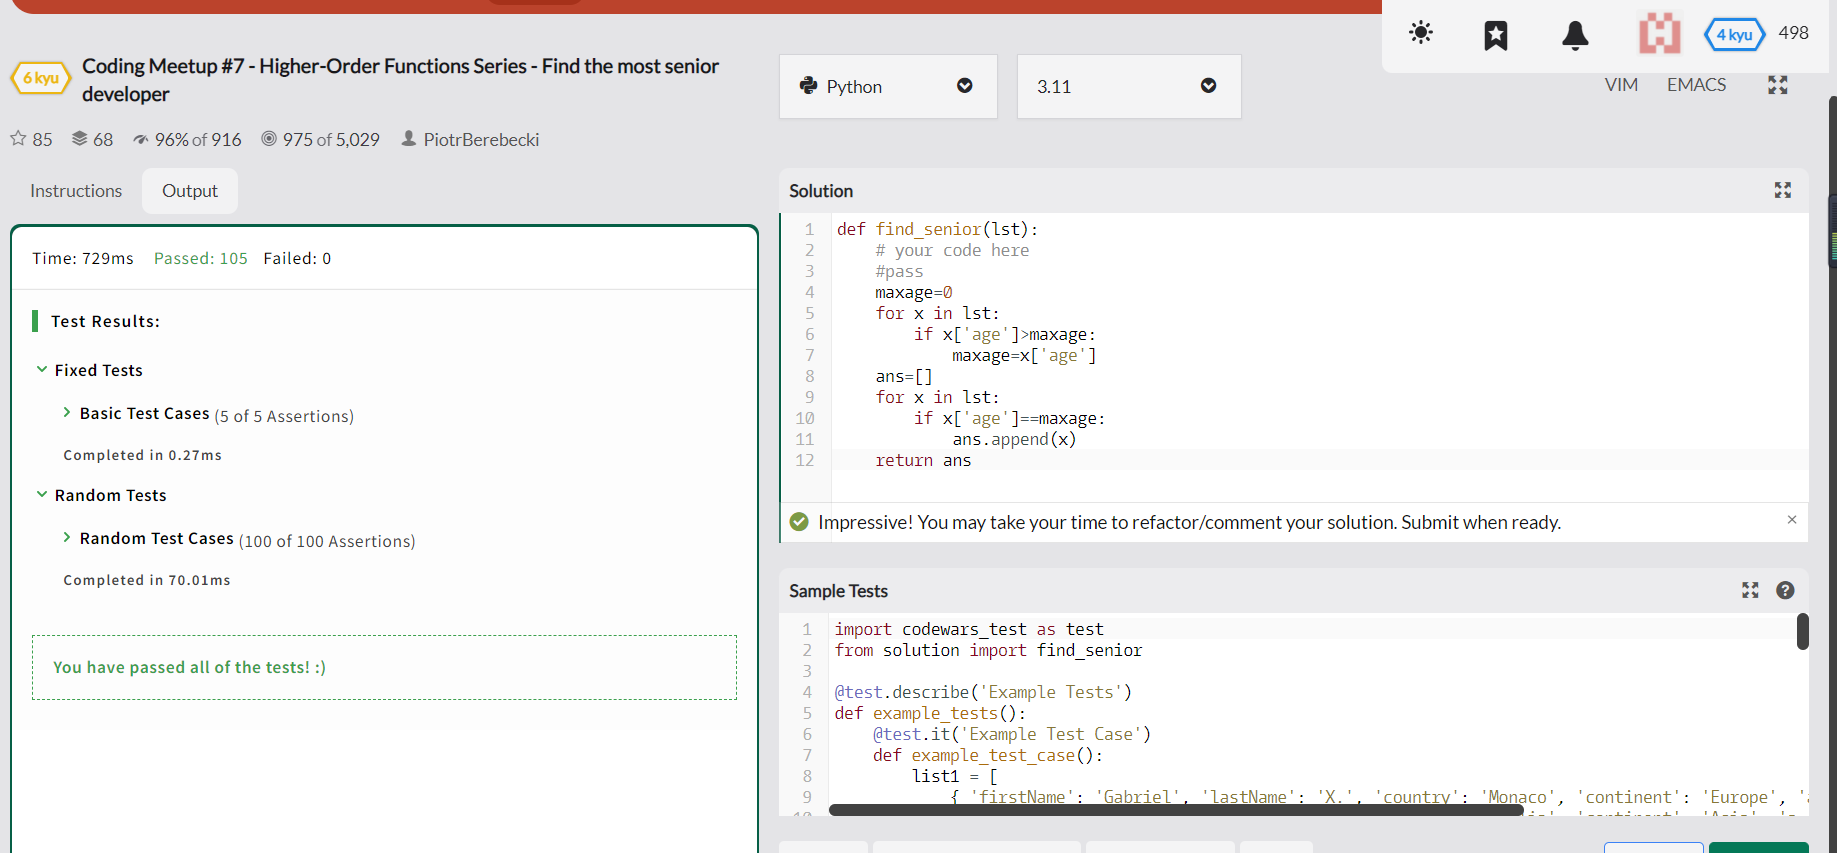 4 kyu
498
6 kyu
Coding Meetup #7 - Higher-Order Functions Series - Find the most senior
developer
85 68 96% of 916 975 of 5,029 PiotrBerebecki
Python
3.11
VIM EMACS
Instructions
Output
Time: 729ms Passed: 105 Failed: 0
Test Results:
Fixed Tests
Basic Test Cases (5 of 5 Assertions)
Completed in 0.27ms
Random Tests
Random Test Cases (100 of 100 Assertions)
Completed in 70.01ms
You have passed all of the tests! :)
Solution
1 def find_senior(lst):
2     # your code here
3     #pass
4     maxage=0
5     for x in lst:
6         if x['age']>maxage:
7             maxage=x['age']
8     ans=[]
9     for x in lst:
10         if x['age']==maxage:
11             ans.append(x)
12     return ans
Impressive! You may take your time to refactor/comment your solution. Submit when ready.
Sample Tests
1 import codewars_test as test
2 from solution import find_senior
3
4 @test.describe('Example Tests')
5 def example_tests():
6     @test.it('Example Test Case')
7     def example_test_case():
8         list1 = [
9             { 'firstName': 'Gabriel', 'lastName': 'X.', 'country': 'Monaco', 'continent': 'Europe',